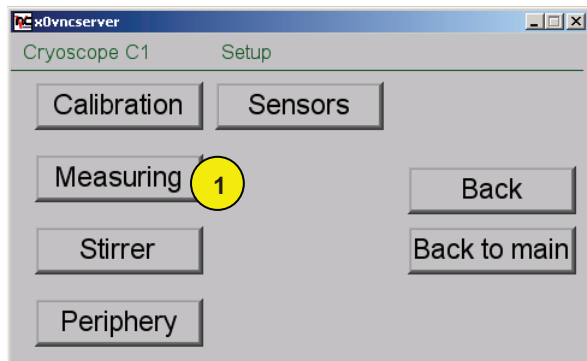 x0vncserver
Cryoscope C1 Setup
Calibration Sensors
Measuring 1
Back
Stirrer Back to main
Periphery